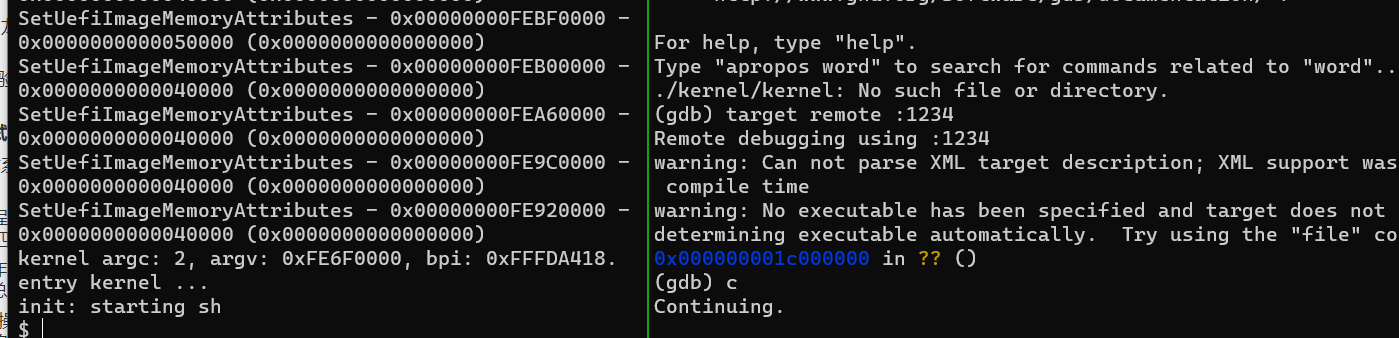 SetUefiImageMemoryAttributes - 0x00000000FEBF0000 -
0x0000000000050000 (0x0000000000000000)
SetUefiImageMemoryAttributes - 0x00000000FEB00000 -
0x0000000000040000 (0x0000000000000000)
SetUefiImageMemoryAttributes - 0x00000000FEA60000 -
0x0000000000040000 (0x0000000000000000)
SetUefiImageMemoryAttributes - 0x00000000FE9C0000 -
0x0000000000040000 (0x0000000000000000)
SetUefiImageMemoryAttributes - 0x00000000FE920000 -
0x0000000000040000 (0x0000000000000000)
kernel argc: 2, argv: 0xFE6F0000, bpi: 0xFFFDA418.
entry kernel ...
init: starting sh
$
For help, type "help".
Type "apropos word" to search for commands related to "word"..
./kernel/kernel: No such file or directory.
(gdb) target remote :1234
Remote debugging using :1234
warning: Can not parse XML target description; XML support was
compile time
warning: No executable has been specified and target does not
determining executable automatically.  Try using the "file" co
0x000000001c000000 in ?? ()
(gdb) c
Continuing.